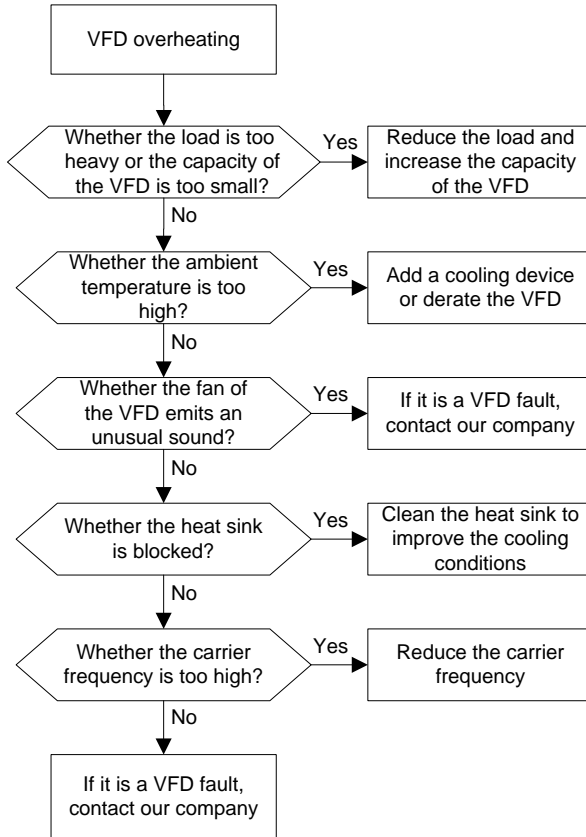 VFD overheating
Whether the load is too
heavy or the capacity of
the VFD is too small?
Yes
Reduce the load and
increase the capacity
of the VFD
No
Whether the ambient
temperature is too
high?
Yes
Add a cooling device
or derate the VFD
No
Whether the fan of
the VFD emits an
unusual sound?
Yes
If it is a VFD fault,
contact our company
No
Whether the heat sink
is blocked?
Yes
Clean the heat sink to
improve the cooling
conditions
No
Whether the carrier
frequency is too high?
Yes
Reduce the carrier
frequency
No
If it is a VFD fault,
contact our company